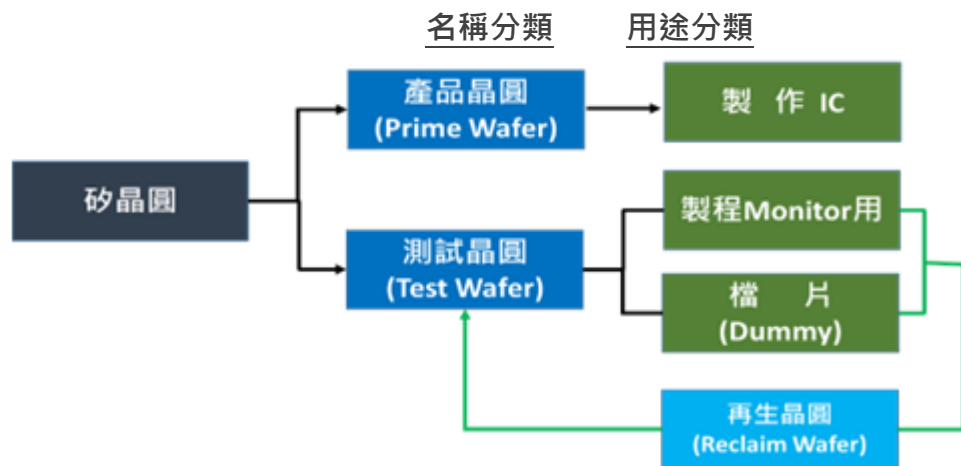 名稱分類 用途分類
產品晶圓
(Prime Wafer)
製 作 IC
矽晶圓
製程Monitor用
測試晶圓
(Test Wafer)
檔 片
(Dummy)
再生晶圓
(Reclaim Wafer)